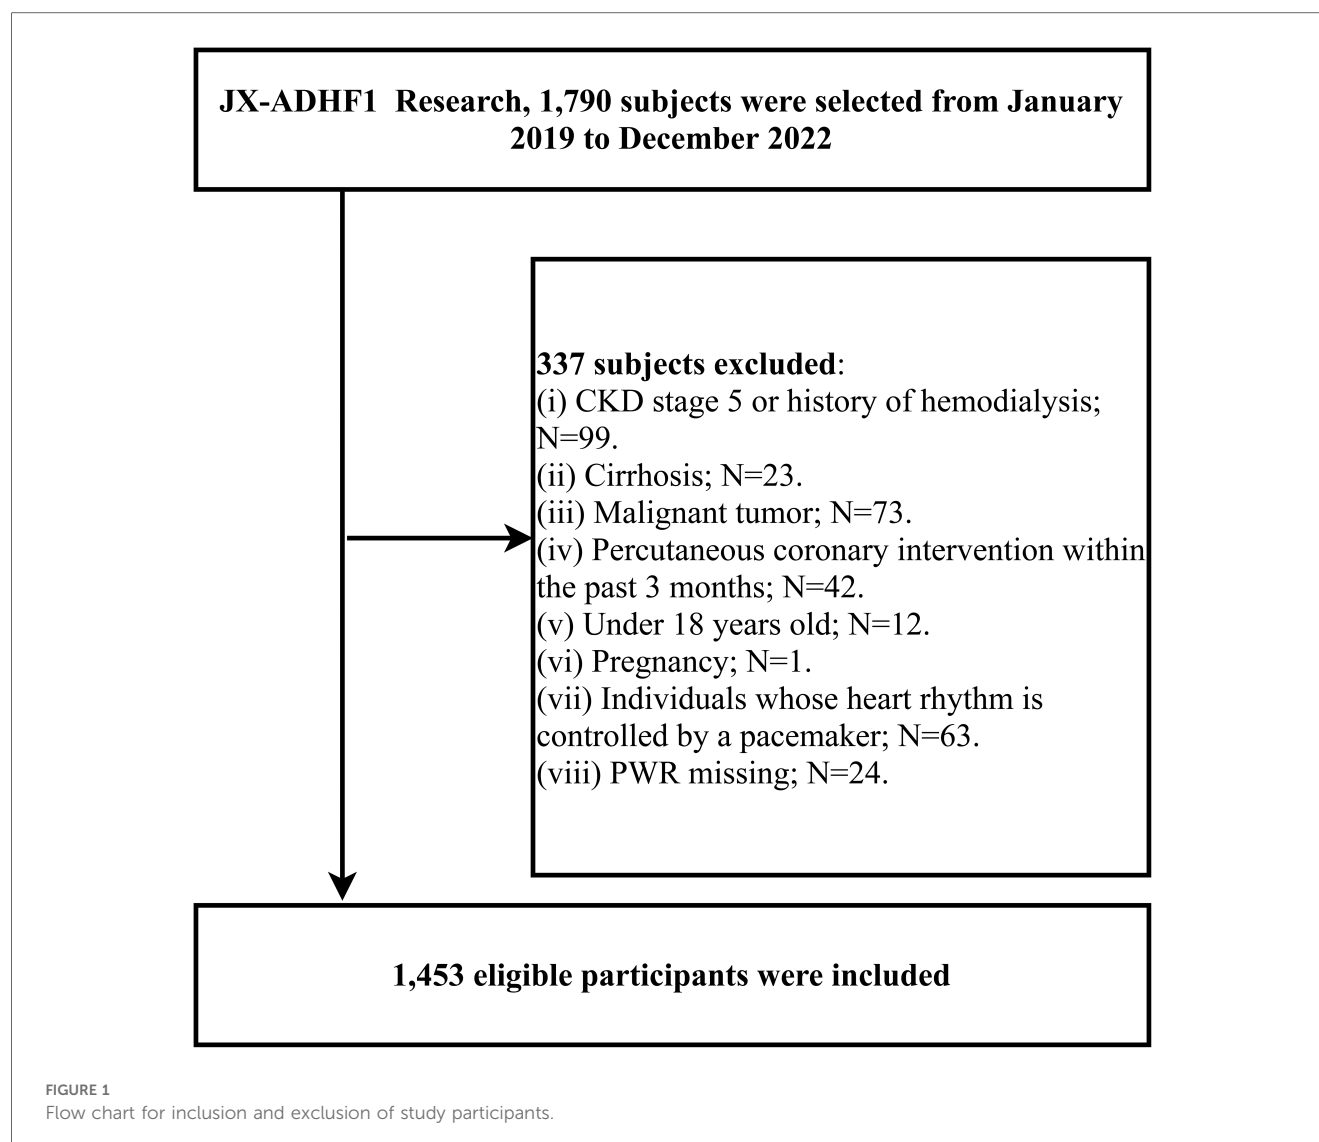 JX-ADHF1  Research, 1,790 subjects were selected from January
2019 to December 2022
337 subjects excluded:
(i) CKD stage 5 or history of hemodialysis;
N=99.
(ii) Cirrhosis; N=23.
(iii) Malignant tumor; N=73.
(iv) Percutaneous coronary intervention within
the past 3 months; N=42.
(v) Under 18 years old; N=12.
(vi) Pregnancy; N=1.
(vii) Individuals whose heart rhythm is
controlled by a pacemaker; N=63.
(viii) PWR missing; N=24.
1,453 eligible participants were included
FIGURE 1
Flow chart for inclusion and exclusion of study participants.